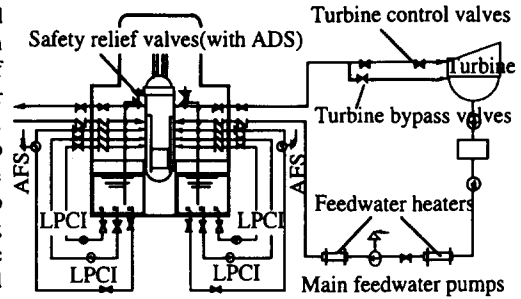 Turbine control valves
Safety relief valves(with ADS)
Turbine
Turbine bypass valves
AFS
AFS
LPCI
LPCI
Feedwater heaters
LPCI
LPCI
Main feedwater pumps